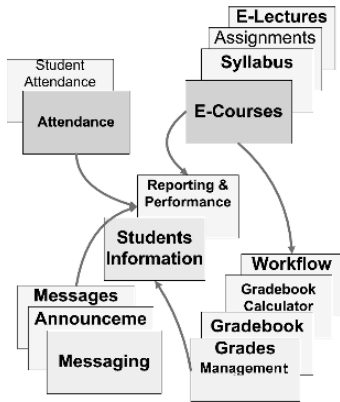 E-Lectures
Assignments
Syllabus
E-Courses
Student
Attendance
Attendance
Reporting &
Performance
Students
Information
Messages
Announceme
Messaging
Workflow
Gradebook
Calculator
Gradebook
Grades
Management